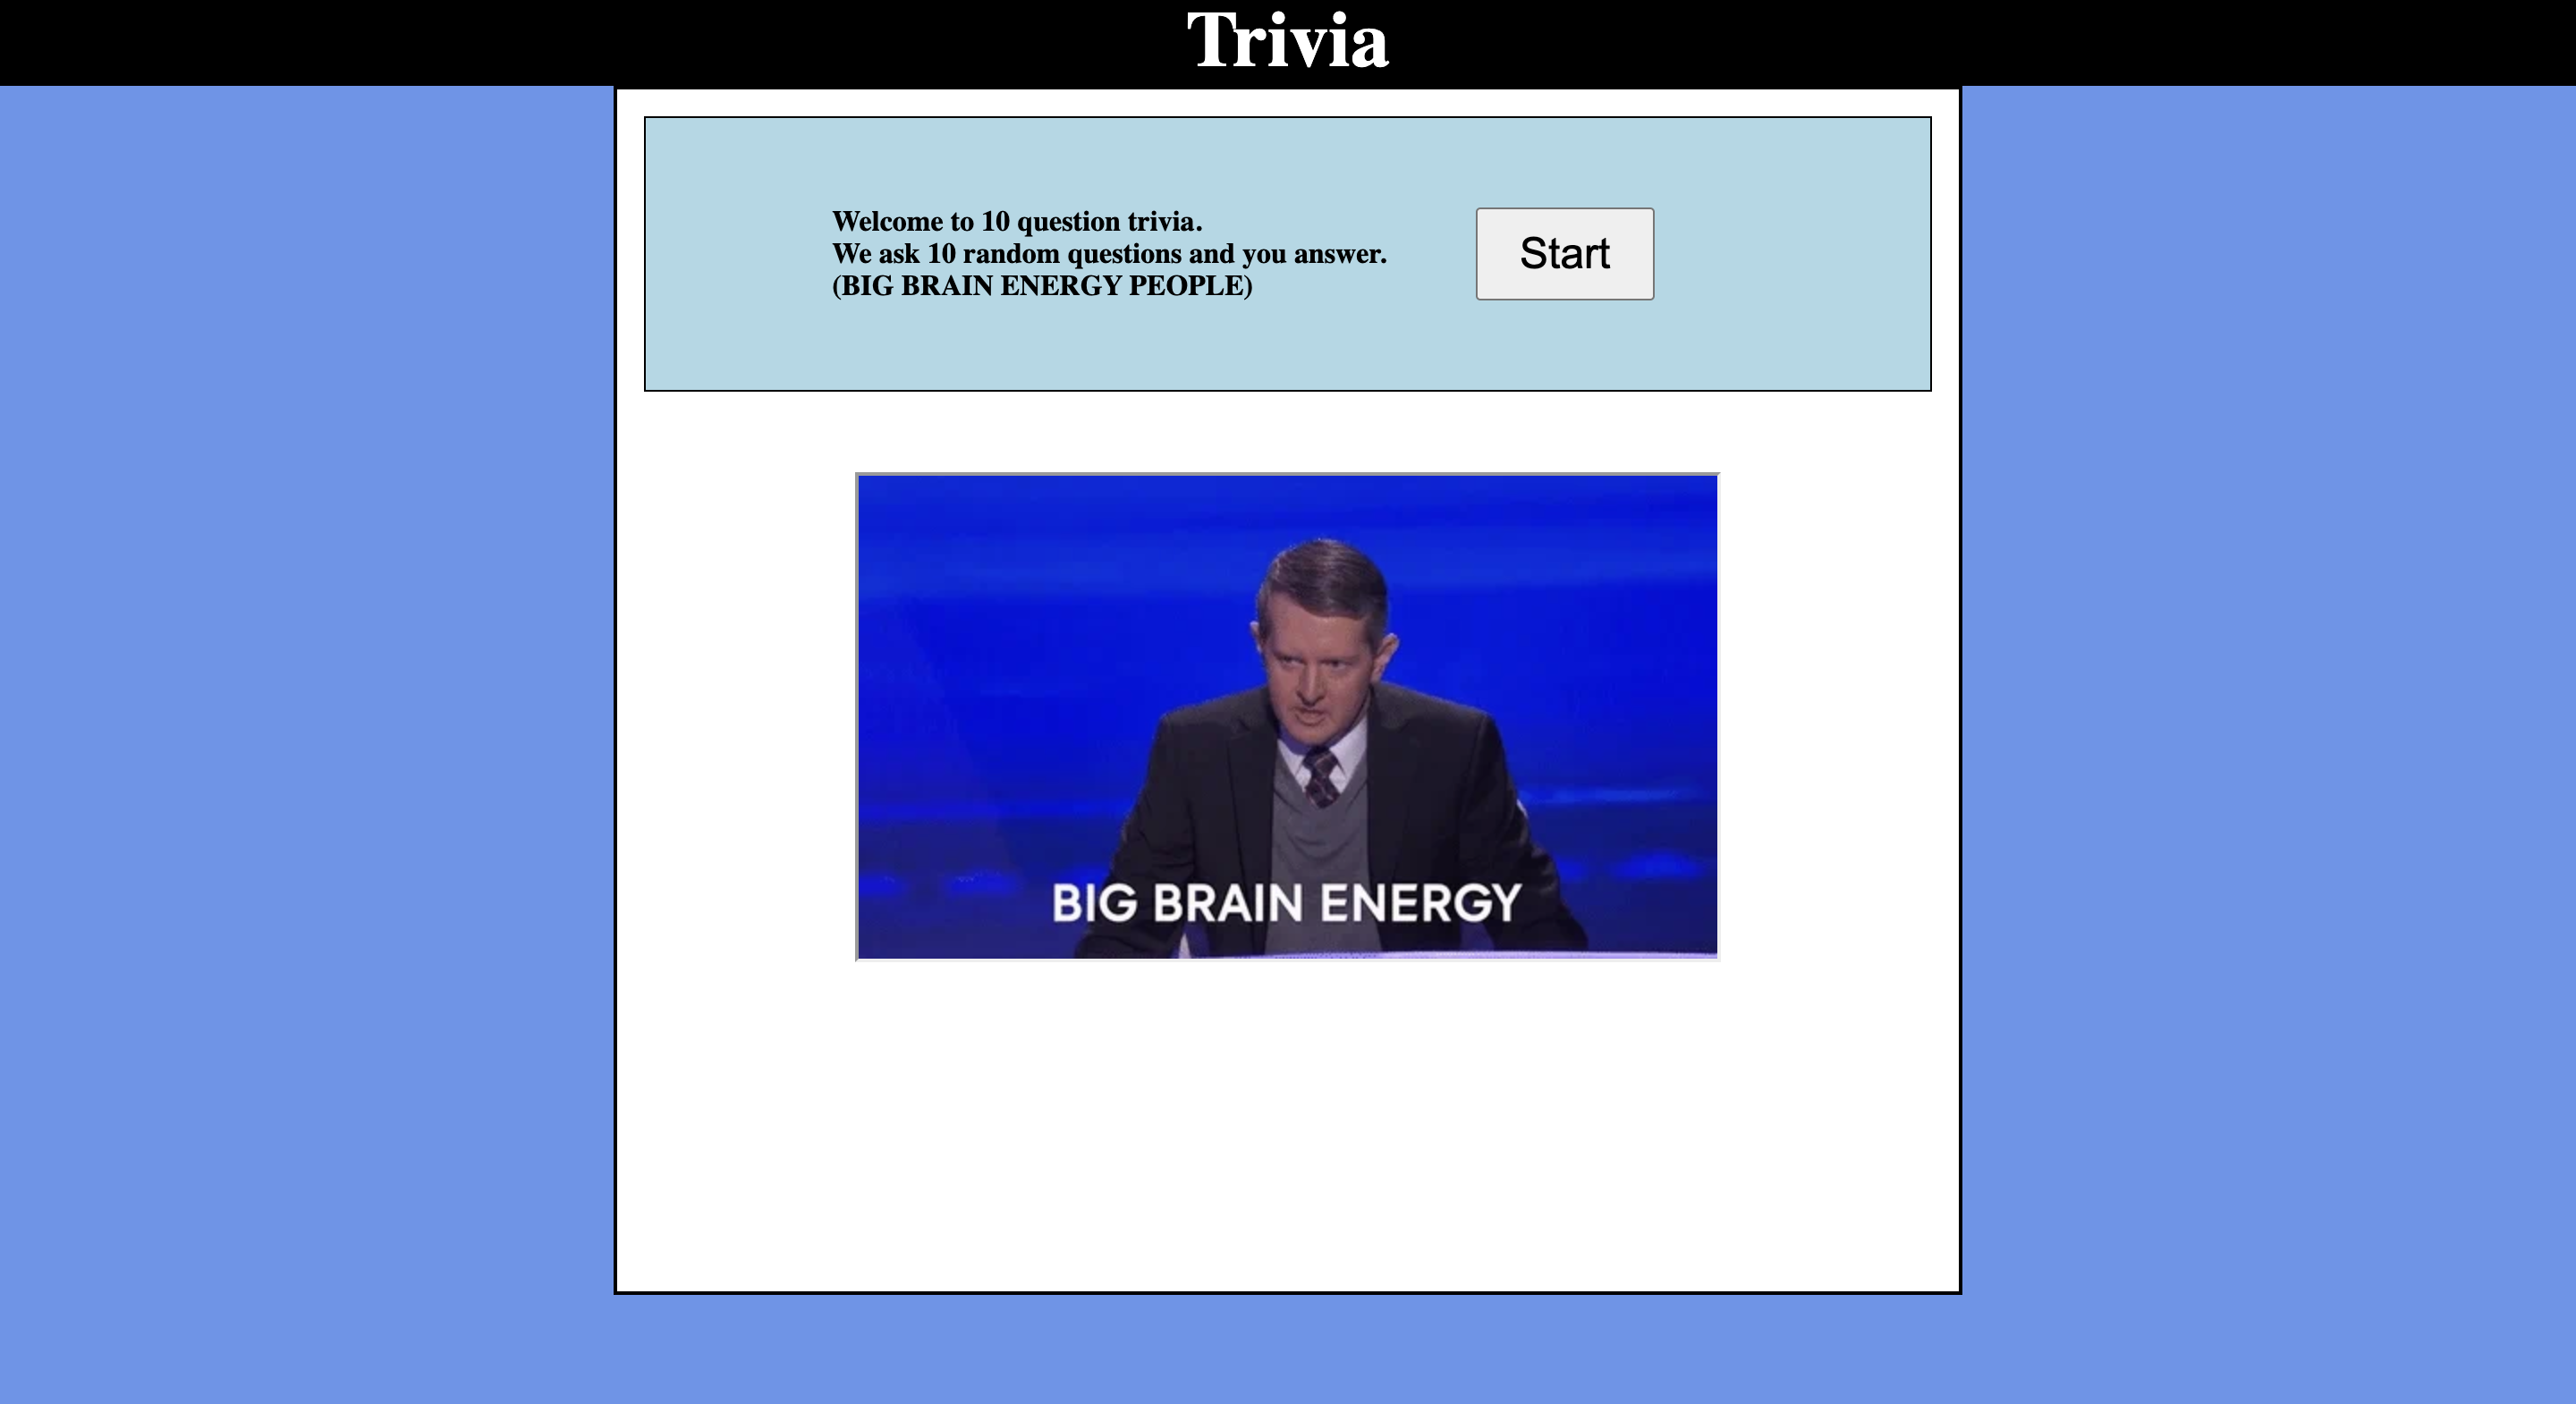 Trivia
Welcome to 10 question trivia.
We ask 10 random questions and you answer.
(BIG BRAIN ENERGY PEOPLE)
Start
BIG BRAIN ENERGY